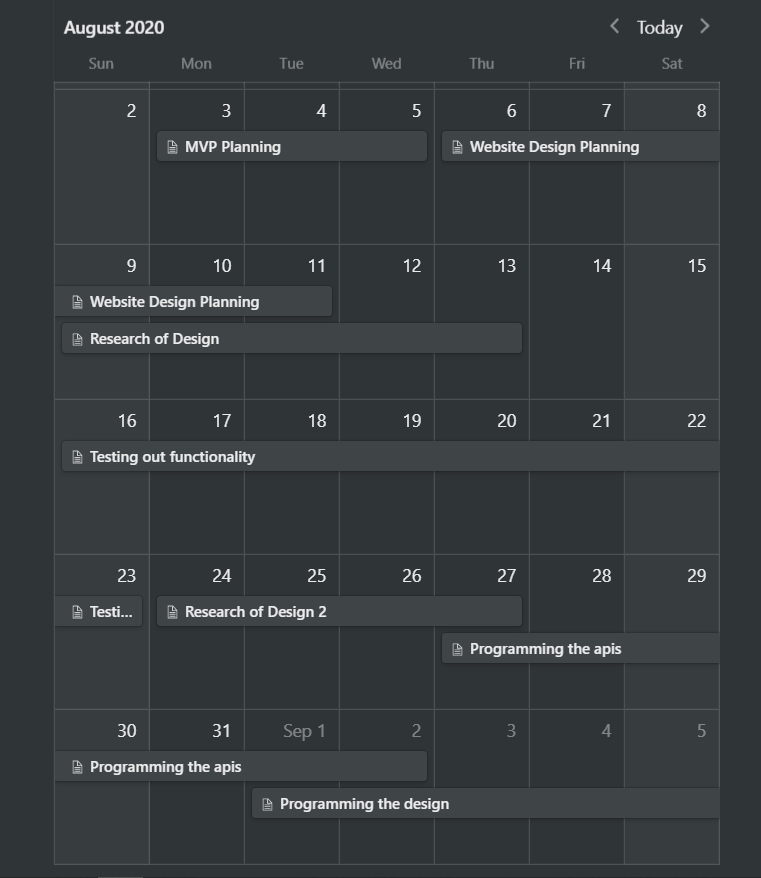 August 2020
Today
Sun Mon Tue Wed Thu Fri Sat
2 3 4 5 6 7 8
MVP Planning Website Design Planning
9 10 11 12 13 14 15
Website Design Planning
Research of Design
16 17 18 19 20 21 22
Testing out functionality
23 24 25 26 27 28 29
Testi... Research of Design 2
Programming the apis
30 31 Sep 1 2 3 4 5
Programming the apis
Programming the design